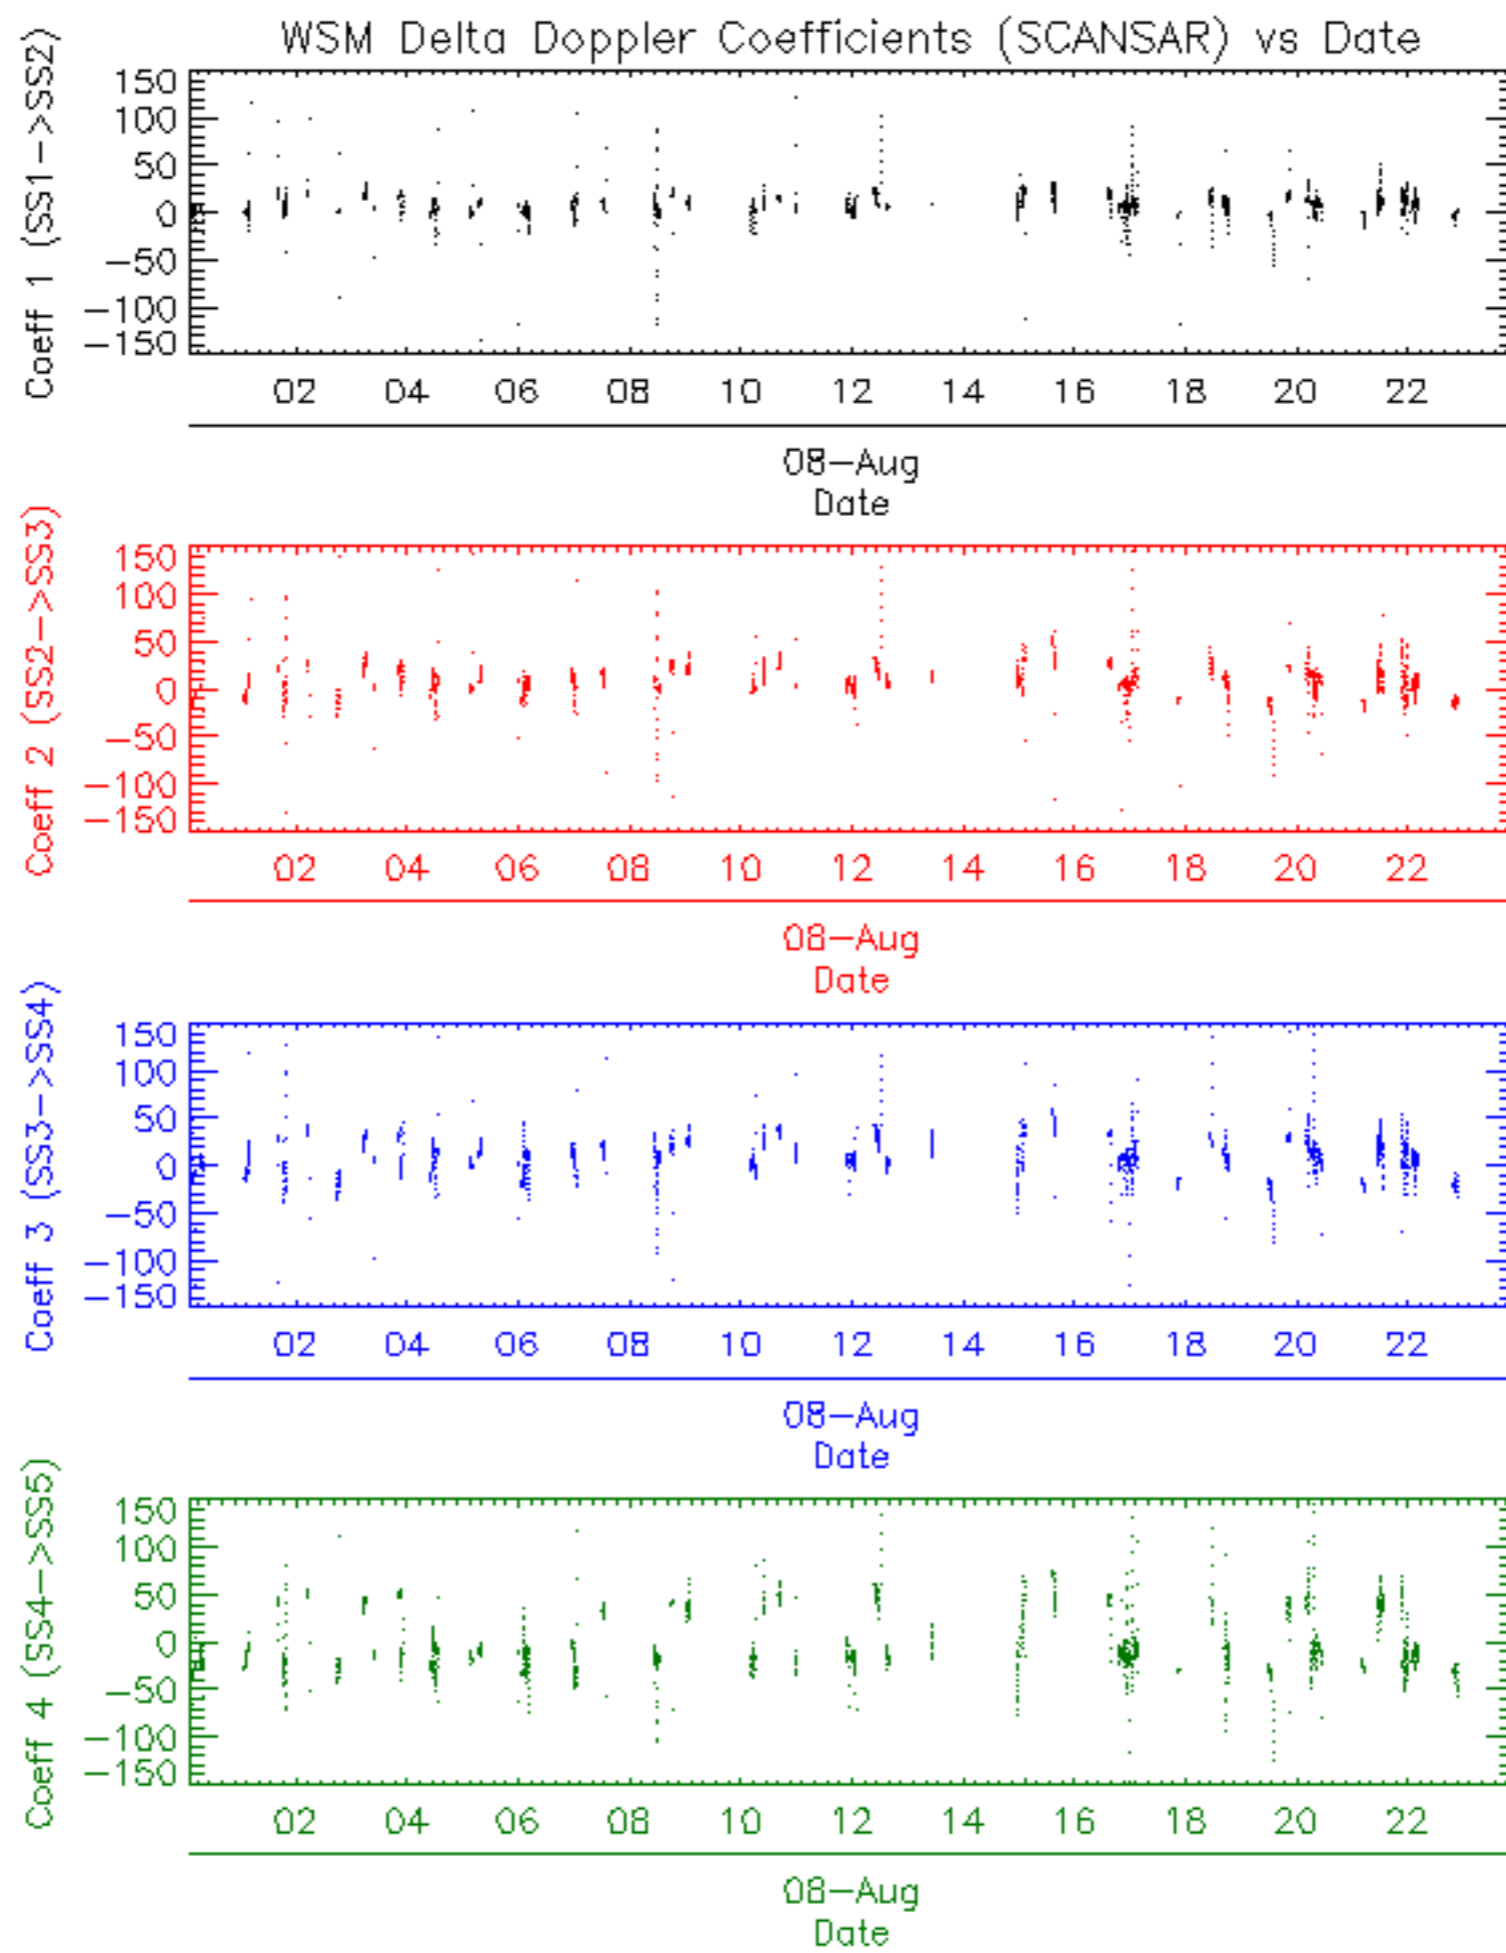 WSM Delta Doppler Coefficients (SCANSAR) vs Date
Coeff 1 (SS1->SS2)
150
100
50
0
-50
-100
-150
02 04 06 08 10 12 14 16 18 20 22
08-Aug
Date
Coeff 2 (SS2->SS3)
150
100
50
0
-50
-100
-150
02 04 06 08 10 12 14 16 18 20 22
08-Aug
Date
Coeff 3 (SS3->SS4)
150
100
50
0
-50
-100
-150
02 04 06 08 10 12 14 16 18 20 22
08-Aug
Date
Coeff 4 (SS4->SS5)
150
100
50
0
-50
-100
-150
02 04 06 08 10 12 14 16 18 20 22
08-Aug
Date